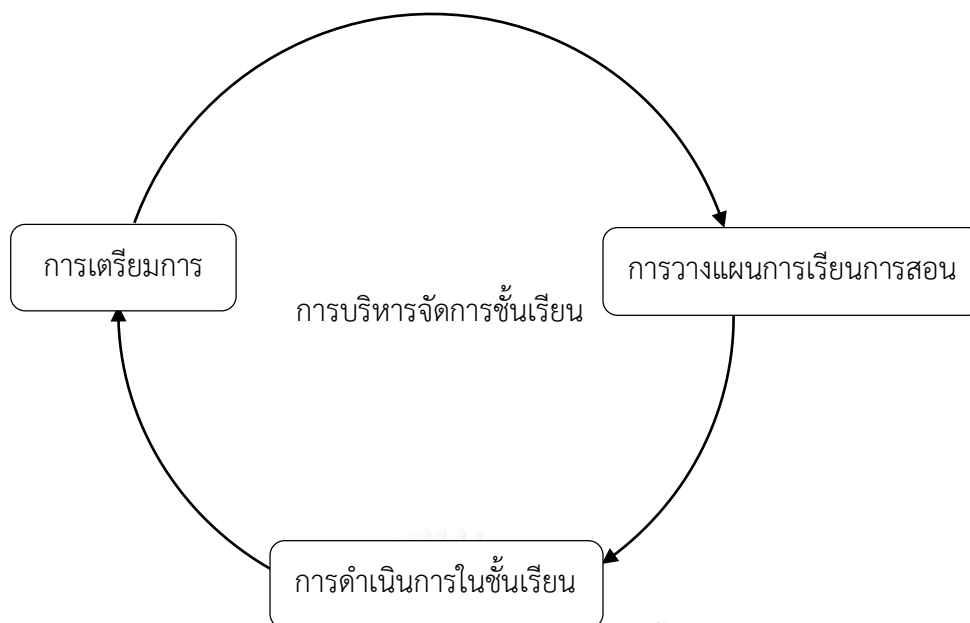 การเตรียมการ
การวางแผนการเรียนการสอน
การบริหารจัดการชั้นเรียน
การดำเนินการในชั้นเรียน